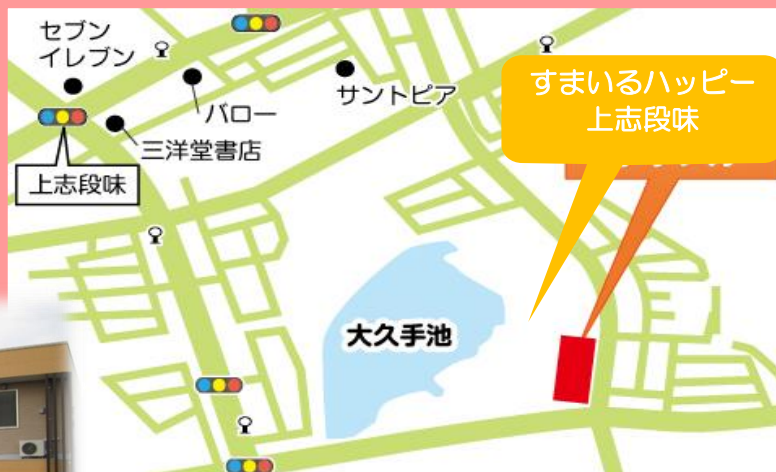 セブン
イレブン
バロー
サントピア
三洋堂書店
上志段味
すまいるハッピー
上志段味
大久手池